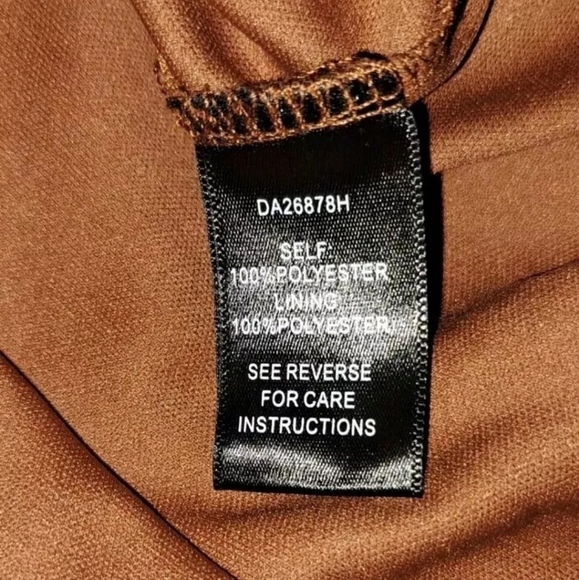 DA26878H
SELF:
100%POLYESTER
LINING:
100%POLYESTER
SEE REVERSE
FOR CARE
INSTRUCTIONS